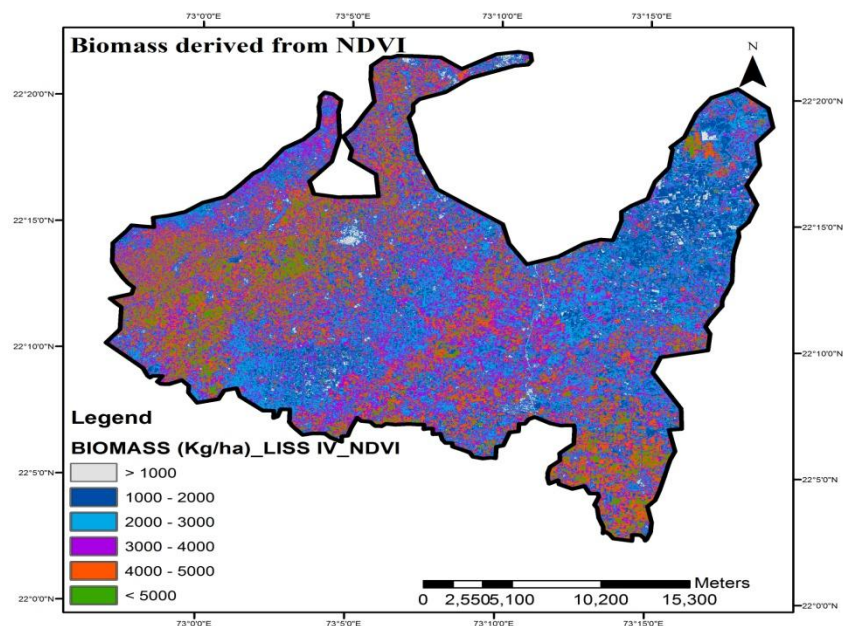 73°0'0"E 73°5'0"E 73°10'0"E 73°15'0"E
Biomass derived from NDVI
N
22°20'0"N 22°20'0"N
22°15'0"N 22°15'0"N
22°10'0"N 22°10'0"N
Legend
BIOMASS (Kg/ha)_LISS IV_NDVI
> 1000
22°5'0"N 22°5'0"N
1000 - 2000
2000 - 3000
3000 - 4000
4000 - 5000
Meters
< 5000
0 2,5505,100 10,200 15,300
22°0'0"N 22°0'0"N
73°0'0"E 73°5'0"E 73°10'0"E 73°15'0"E